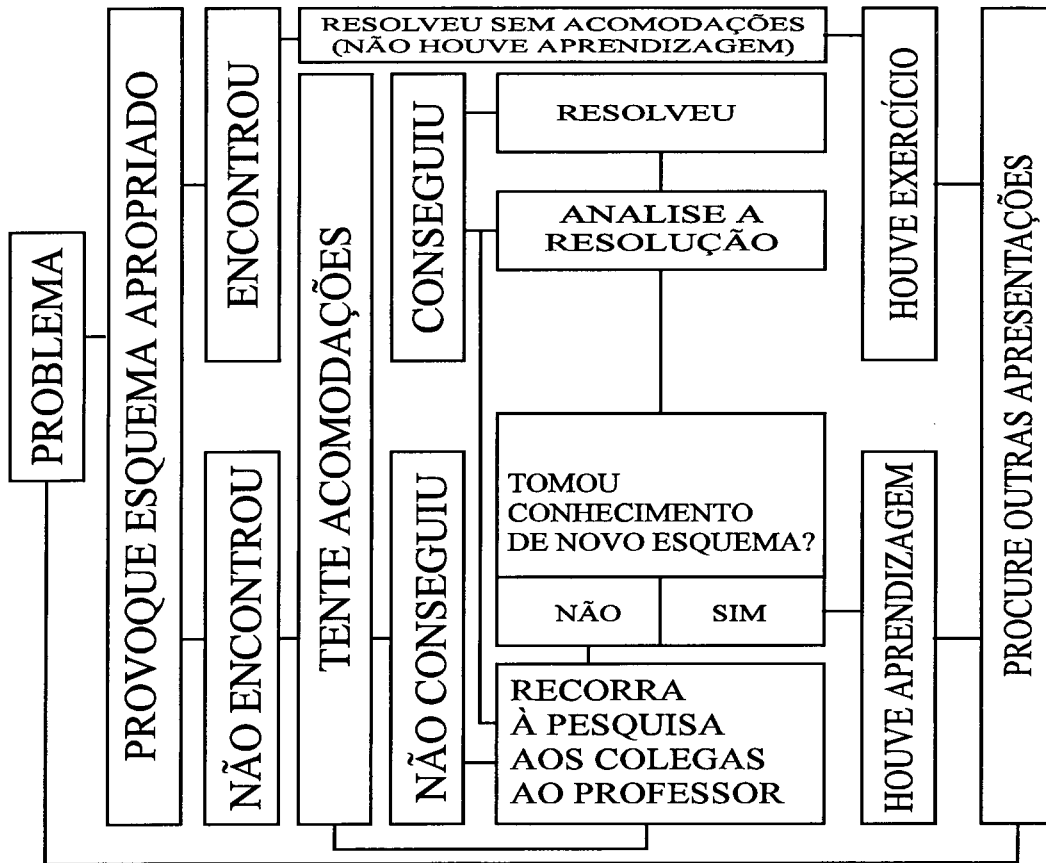 PROBLEMA
PROVOQUE ESQUEMA APROPRIADO
ENCONTROU
NÃO ENCONTROU
RESOLVEU SEM ACOMODAÇÕES
(NÃO HOUVE APRENDIZAGEM)
TENTE ACOMODAÇÕES
CONSEGUIU
NÃO CONSEGUIU
RESOLVEU
ANALISE A
RESOLUÇÃO
TOMOU
CONHECIMENTO
DE NOVO ESQUEMA?
NÃO
SIM
RECORRA
À PESQUISA
AOS COLEGAS
AO PROFESSOR
HOUVE EXERCÍCIO
HOUVE APRENDIZAGEM
PROCURE OUTRAS APRESENTAÇÕES